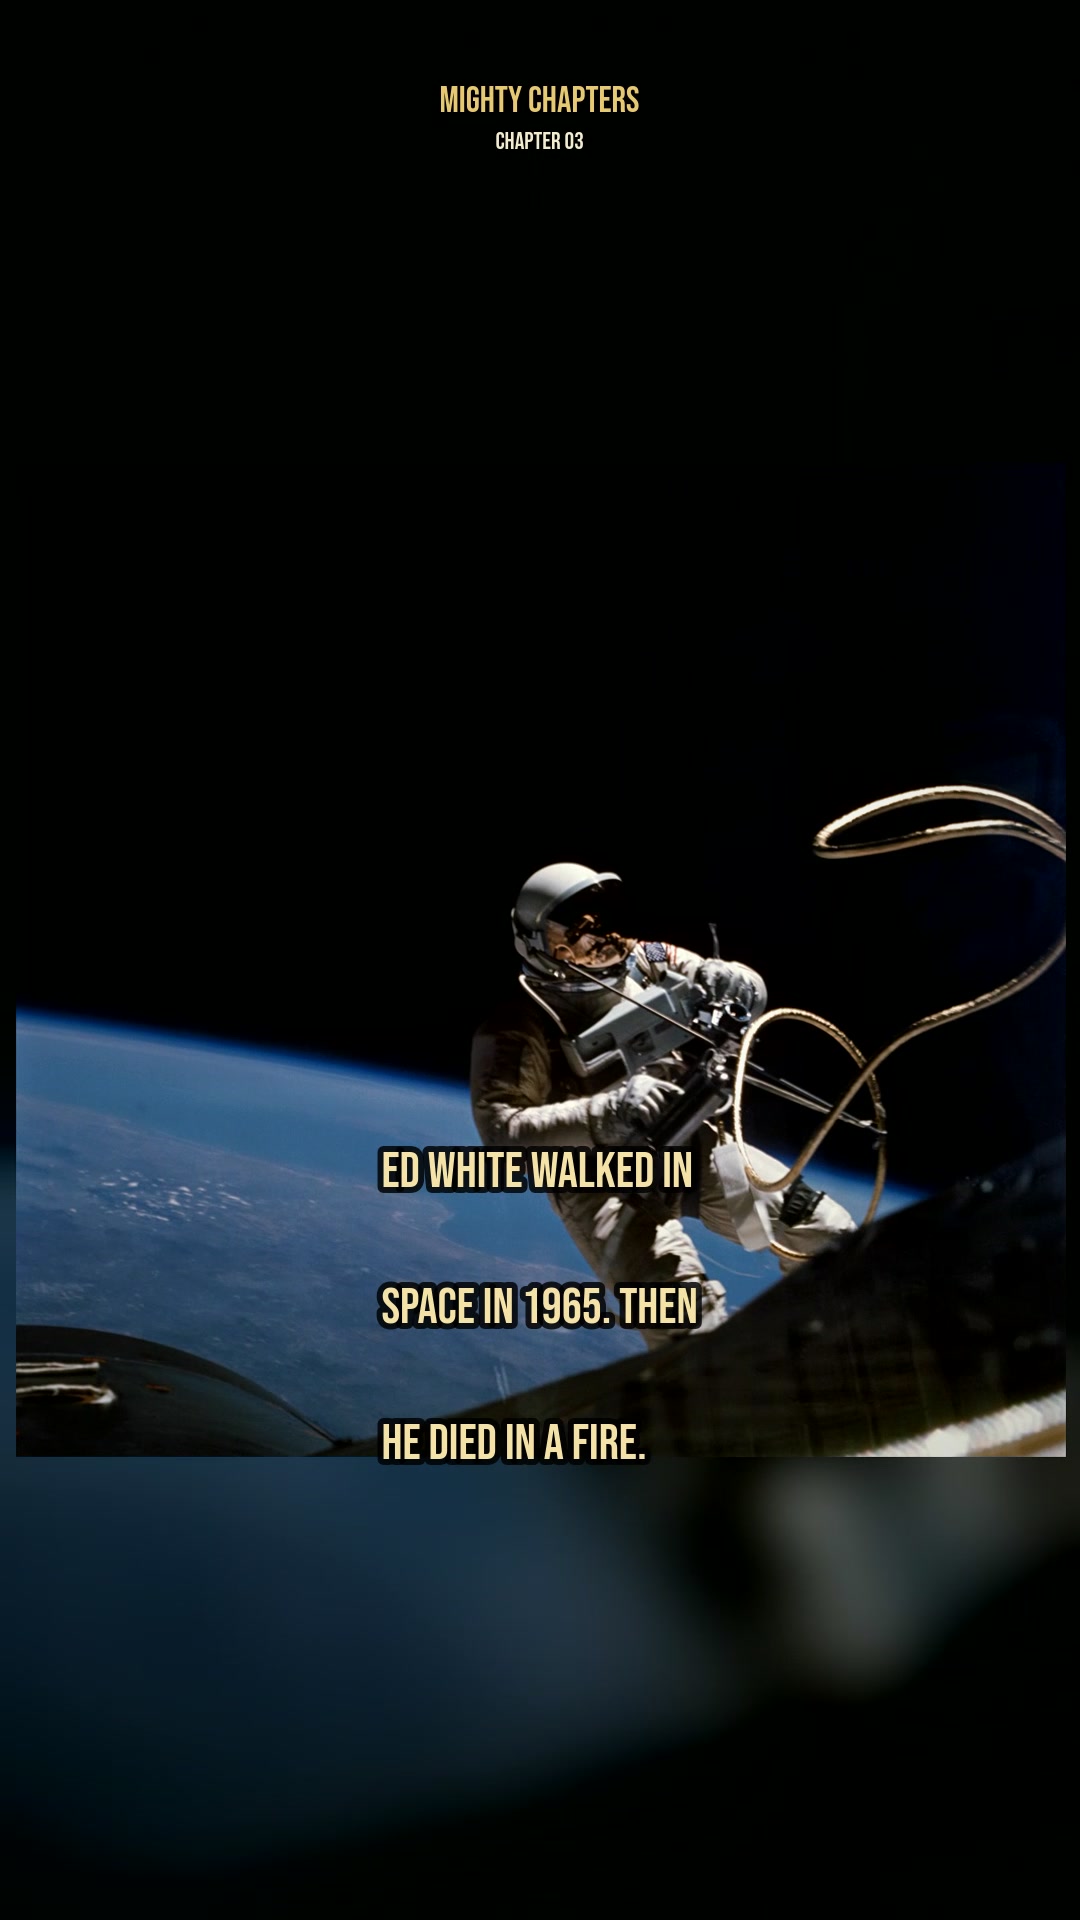 MIGHTY CHAPTERS
CHAPTER 03
ED WHITE WALKED IN
SPACE IN 1965. THEN
HE DIED IN A FIRE.